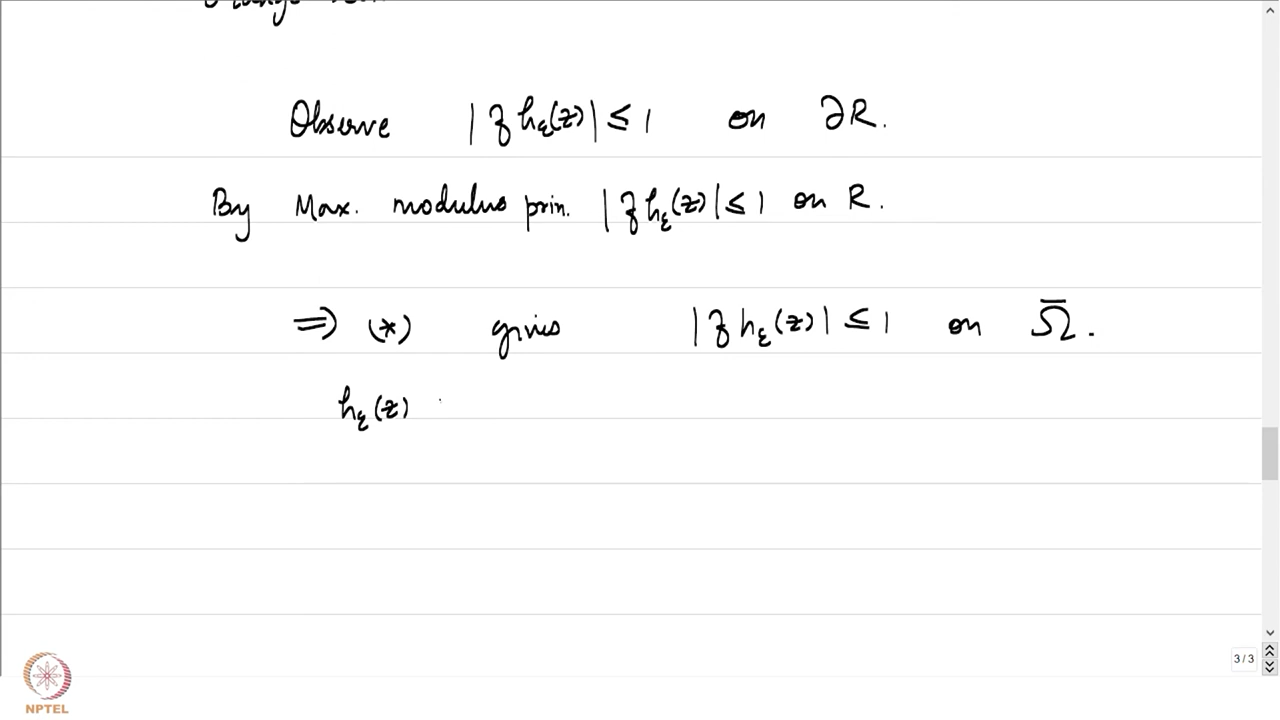 Observe |f h_ε(z)| ≤ 1 on ∂R.
By Max. modulus prin. |f h_ε(z)| ≤ 1 on R.
⇒ (*) gives |f h_ε(z)| ≤ 1 on Ω̅.
h_ε(z)
3 / 3
NPTEL